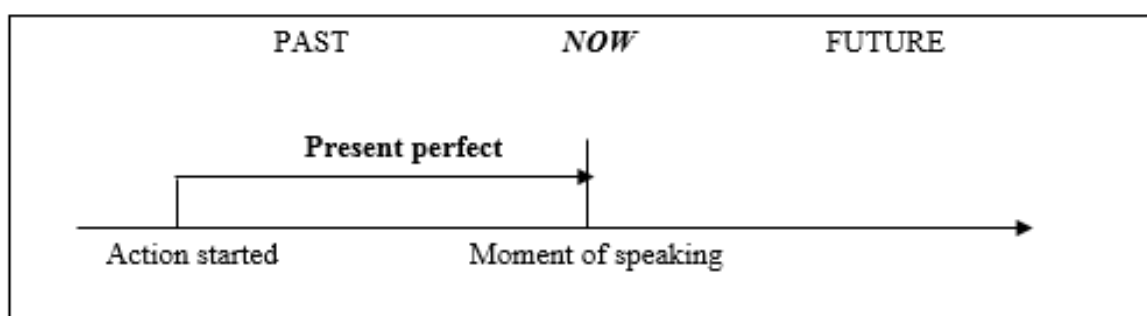 PAST NOW FUTURE
Present perfect
Action started Moment of speaking